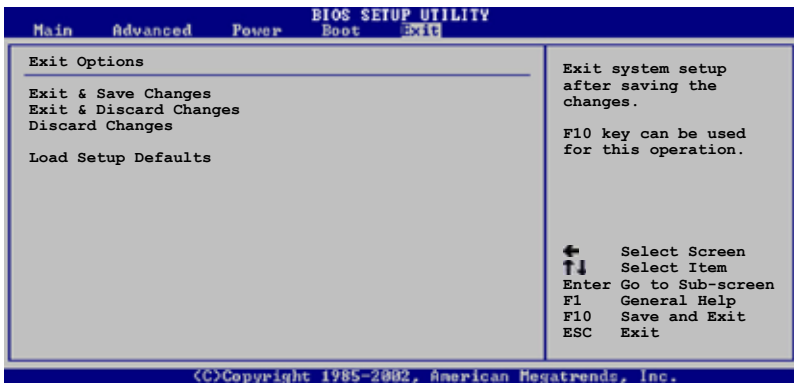 BIOS SETUP UTILITY
Main Advanced Power Boot Exit
Exit Options
Exit & Save Changes
Exit & Discard Changes
Discard Changes
Load Setup Defaults
Exit system setup
after saving the
changes.
F10 key can be used
for this operation.
← Select Screen
↑↓ Select Item
Enter Go to Sub-screen
F1 General Help
F10 Save and Exit
ESC Exit
(C)Copyright 1985-2002, American Megatrends, Inc.